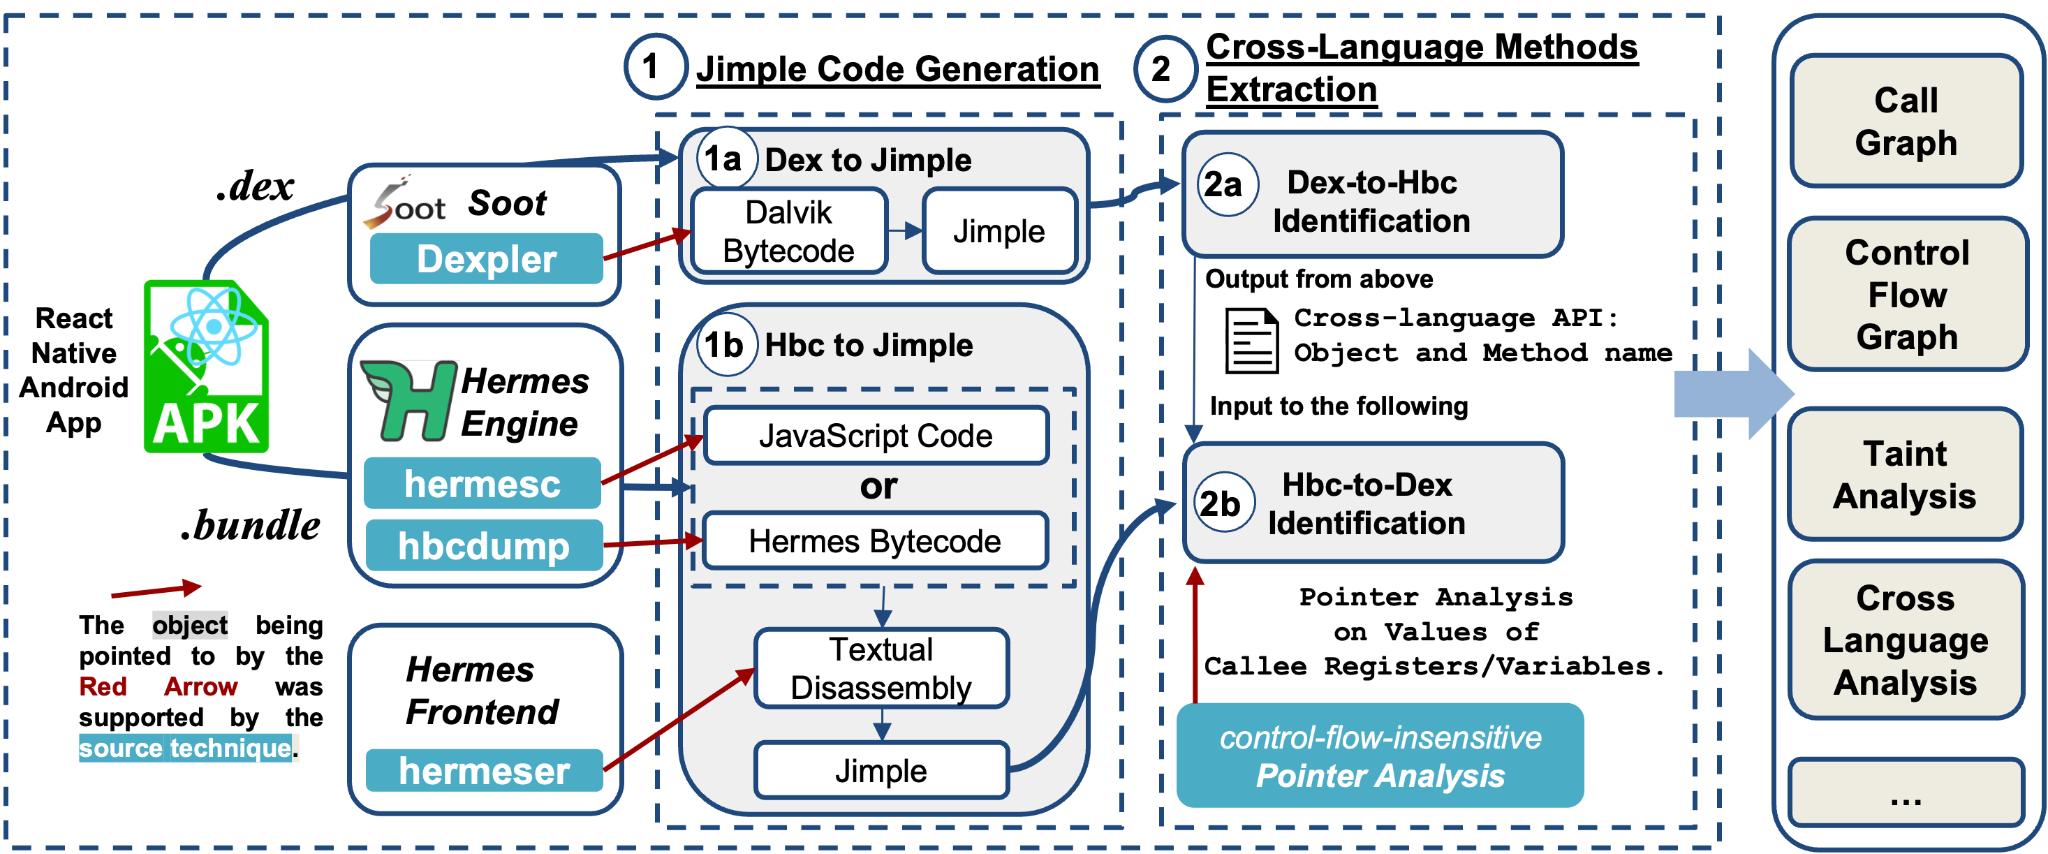 1
Jimple Code Generation
2
Cross-Language Methods
Extraction
React
Native
Android
App
APK
.dex
.bundle
The object being
pointed to by the
Red Arrow was
supported by the
source technique.
Soot Soot
Dexpler
Hermes
Engine
hermesc
hbcdump
Hermes
Frontend
hermeser
1a Dex to Jimple
Dalvik
Bytecode
Jimple
1b Hbc to Jimple
JavaScript Code
or
Hermes Bytecode
Textual
Disassembly
Jimple
2a
Dex-to-Hbc
Identification
Output from above
Cross-language API:
Object and Method name
Input to the following
2b
Hbc-to-Dex
Identification
Pointer Analysis
on Values of
Callee Registers/Variables.
control-flow-insensitive
Pointer Analysis
Call
Graph
Control
Flow
Graph
Taint
Analysis
Cross
Language
Analysis
...